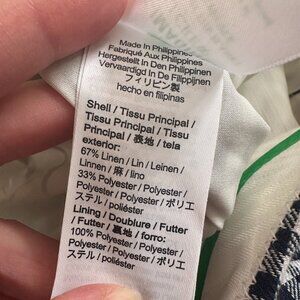 Made In Philippines
Fabriqué Aux Philippines
Hergestellt In Den Philippinen
Vervaardigd In De Filippijnen
フィリピン製
hecho en filipinas
Shell / Tissu Principal /
Tissu Principal / Tissu
Principal / 表地 / tela
exterior:
67% Linen / Lin / Leinen /
Linnen / 麻 / lino
33% Polyester / Polyester /
Polyester / Polyester / ポリエ
ステル / poliéster
Lining / Doublure / Futter
/ Futter / 裏地 / forro:
100% Polyester / Polyester /
Polyester / Polyester / ポリエ
ステル / poliéster